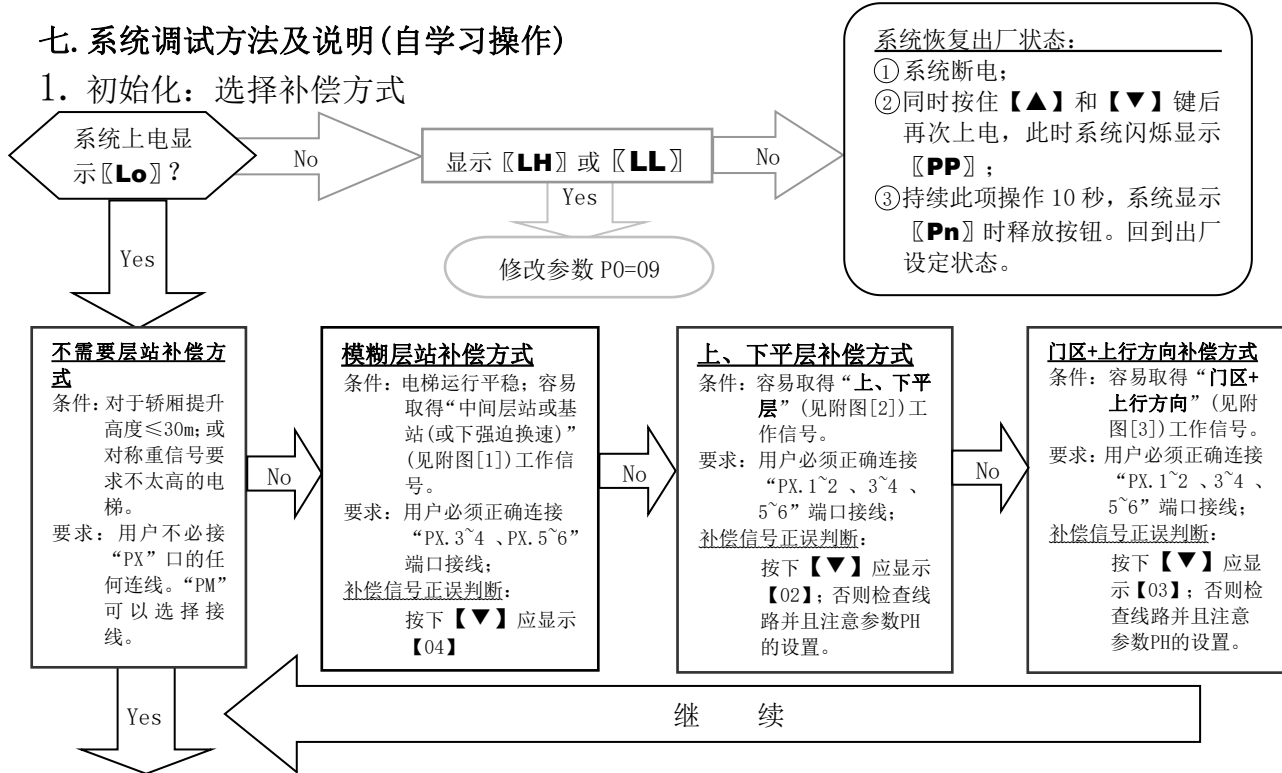 七.系统调试方法及说明(自学习操作)
1. 初始化：选择补偿方式
系统上电显
示〖Lo〗？
No
显示〖LH〗或〖LL〗
No
Yes
修改参数 P0=09
系统恢复出厂状态：
①系统断电；
②同时按住【▲】和【▼】键后
再次上电，此时系统闪烁显示
〖PP〗；
③持续此项操作 10 秒，系统显示
〖Pn〗时释放按钮。回到出厂
设定状态。
Yes
不需要层站补偿方
式
条件：对于轿厢提升
高度≤30m；或
对称重信号要
求不太高的电
梯。
要求：用户不必接
“PX”口的任
何连线。“PM”
可以选择接
线。
No
模糊层站补偿方式
条件：电梯运行平稳；容易
取得“中间层站或基
站(或下强迫换速)”
(见附图[1])工作信
号。
要求：用户必须正确连接
“PX.3~4 、PX.5~6”
端口接线；
补偿信号正误判断：
按下【▼】应显示
【04】
No
上、下平层补偿方式
条件：容易取得“上、下平
层”(见附图[2])工
作信号。
要求：用户必须正确连接
“PX.1~2 、3~4 、
5~6”端口接线；
补偿信号正误判断：
按下【▼】应显示
【02】；否则检查线
路并且注意参数PH
的设置。
No
门区+上行方向补偿方式
条件：容易取得“门区+
上行方向”(见附
图[3])工作信号。
要求：用户必须正确连接
“PX.1~2 、3~4 、
5~6”端口接线；
补偿信号正误判断：
按下【▼】应显
示【03】；否则检
查线路并且注意
参数PH的设置。
Yes
继 续